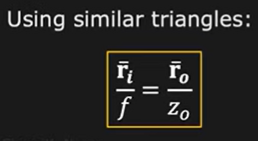 Using similar triangles:
r̄ᵢ/f = r̄ₒ/zₒ